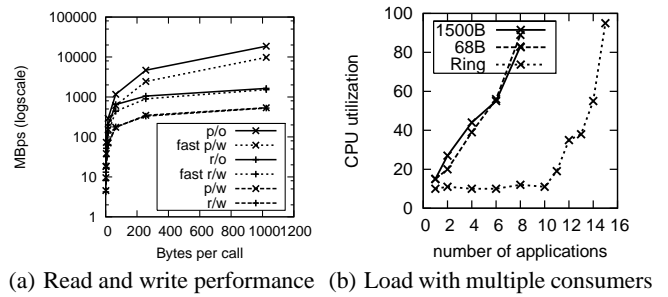 100000
10000
1000
100
10
1
MBps (logscale)
p/o
fast p/w
r/o
fast r/w
p/w
r/w
0 200 400 600 800 1000 1200
Bytes per call
(a) Read and write performance
100
80
60
40
20
0
CPU utilization
1500B
68B
Ring
0 2 4 6 8 10 12 14 16
number of applications
(b) Load with multiple consumers